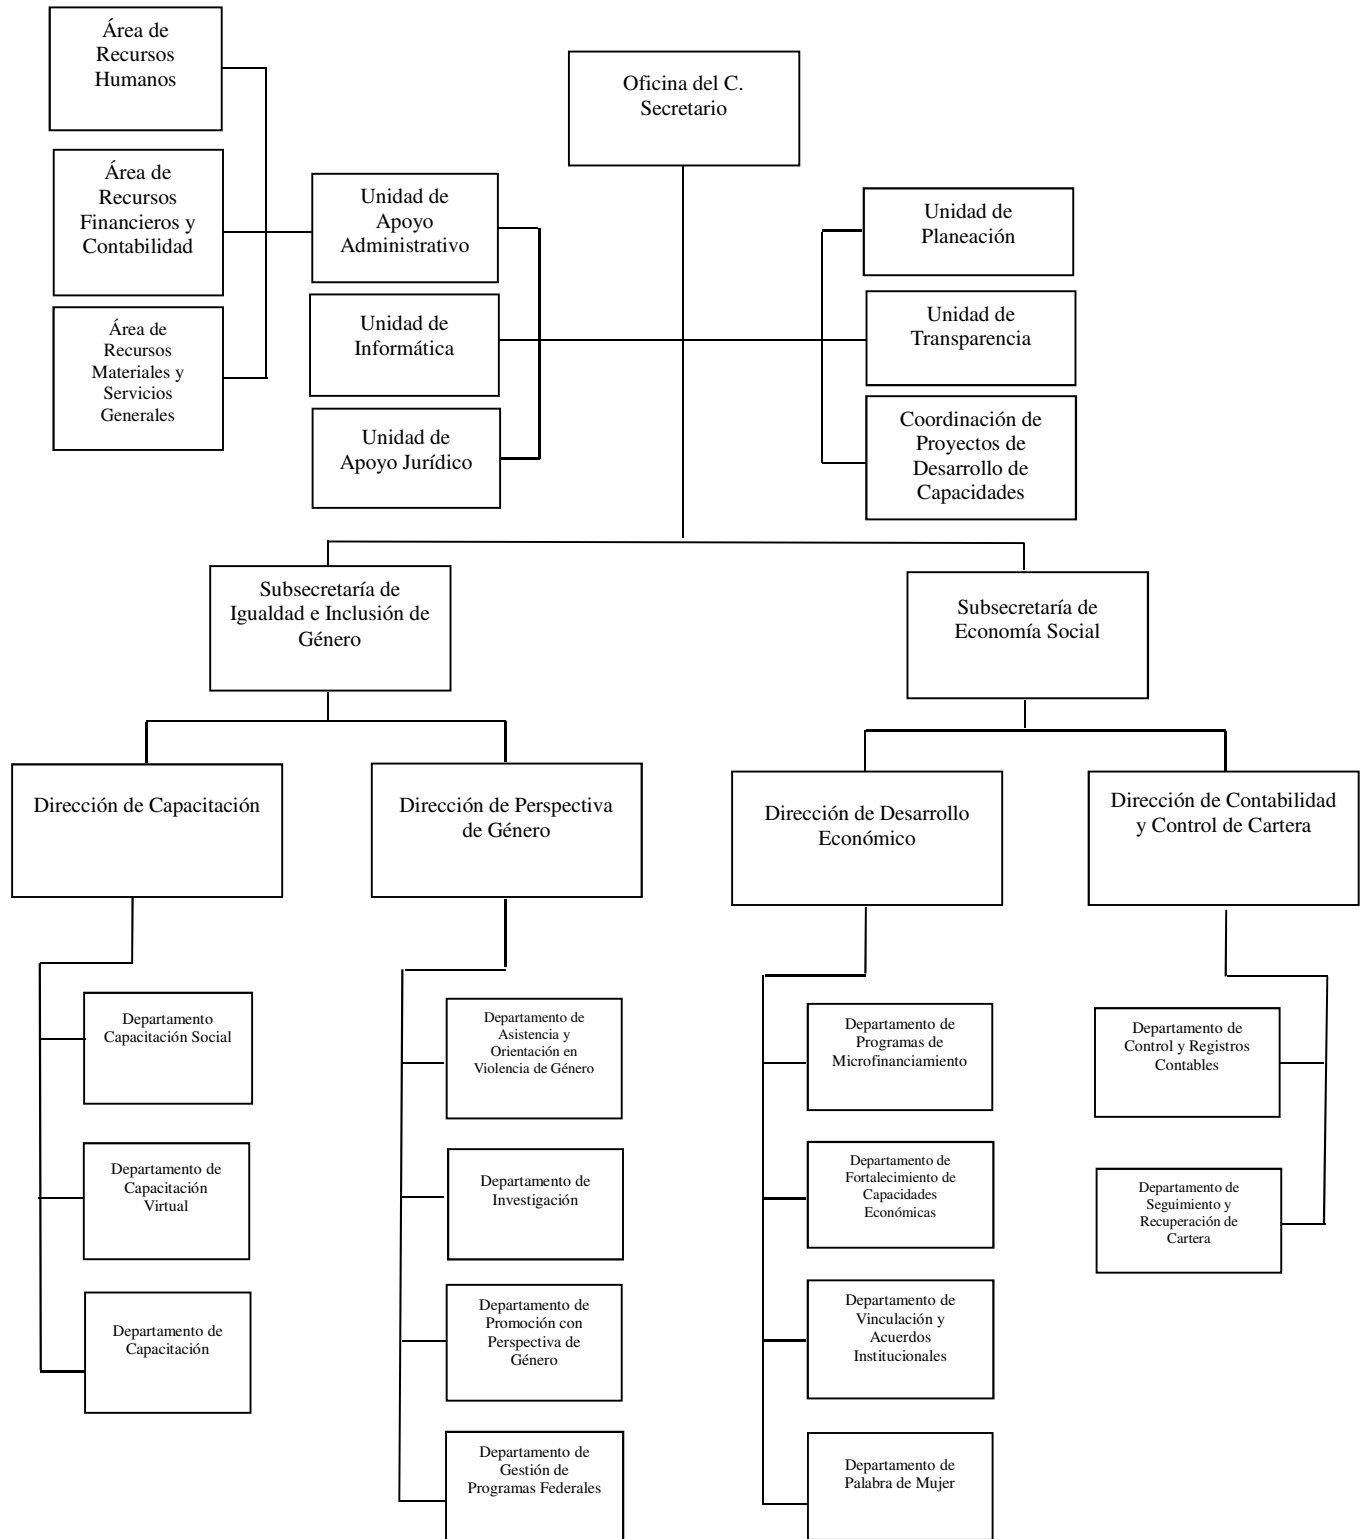 Área de
Recursos
Humanos
Oficina del C.
Secretario
Área de
Recursos
Financieros y
Contabilidad
Unidad de
Apoyo
Administrativo
Unidad de
Planeación
Área de
Recursos
Materiales y
Servicios
Generales
Unidad de
Informática
Unidad de
Transparencia
Unidad de
Apoyo Jurídico
Coordinación de
Proyectos de
Desarrollo de
Capacidades
Subsecretaría de
Igualdad e Inclusión de
Género
Subsecretaría de
Economía Social
Dirección de Capacitación
Dirección de Perspectiva
de Género
Dirección de Desarrollo
Económico
Dirección de Contabilidad
y Control de Cartera
Departamento
Capacitación Social
Departamento de
Capacitación
Virtual
Departamento de
Capacitación
Departamento de
Asistencia y
Orientación en
Violencia de Género
Departamento de
Investigación
Departamento de
Promoción con
Perspectiva de
Género
Departamento de
Gestión de
Programas Federales
Departamento de
Programas de
Microfinanciamiento
Departamento de
Fortalecimiento de
Capacidades
Económicas
Departamento de
Vinculación y
Acuerdos
Institucionales
Departamento de
Palabra de Mujer
Departamento de
Control y Registros
Contables
Departamento de
Seguimiento y
Recuperación de
Cartera